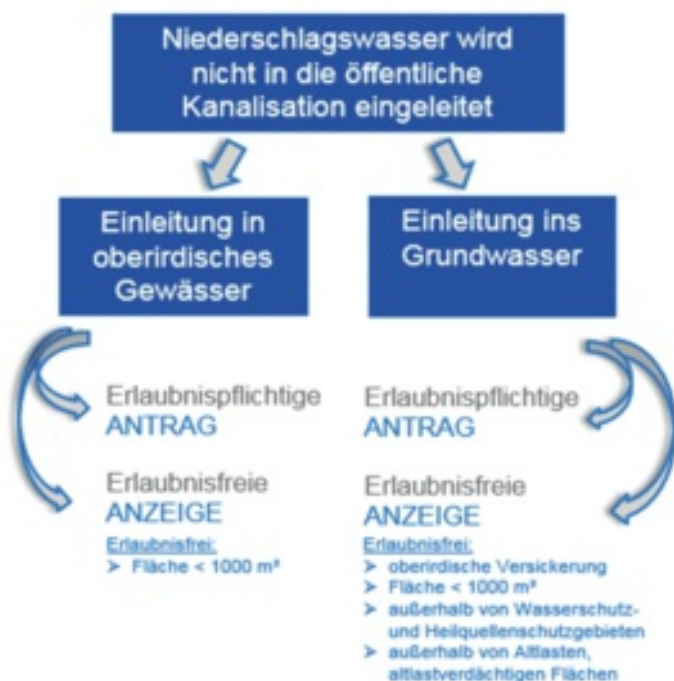 Niederschlagswasser wird
nicht in die öffentliche
Kanalisation eingeleitet
Einleitung in
oberirdisches
Gewässer
Erlaubnispflichtige
ANTRAG
Erlaubnisfreie
ANZEIGE
Erlaubnisfrei:
➤ Fläche < 1000 m²
Einleitung ins
Grundwasser
Erlaubnispflichtige
ANTRAG
Erlaubnisfreie
ANZEIGE
Erlaubnisfrei:
➤ oberirdische Versickerung
➤ Fläche < 1000 m²
➤ außerhalb von Wasserschutz-
und Heilquellenschutzgebieten
➤ außerhalb von Altlasten,
altlastverdächtigen Flächen